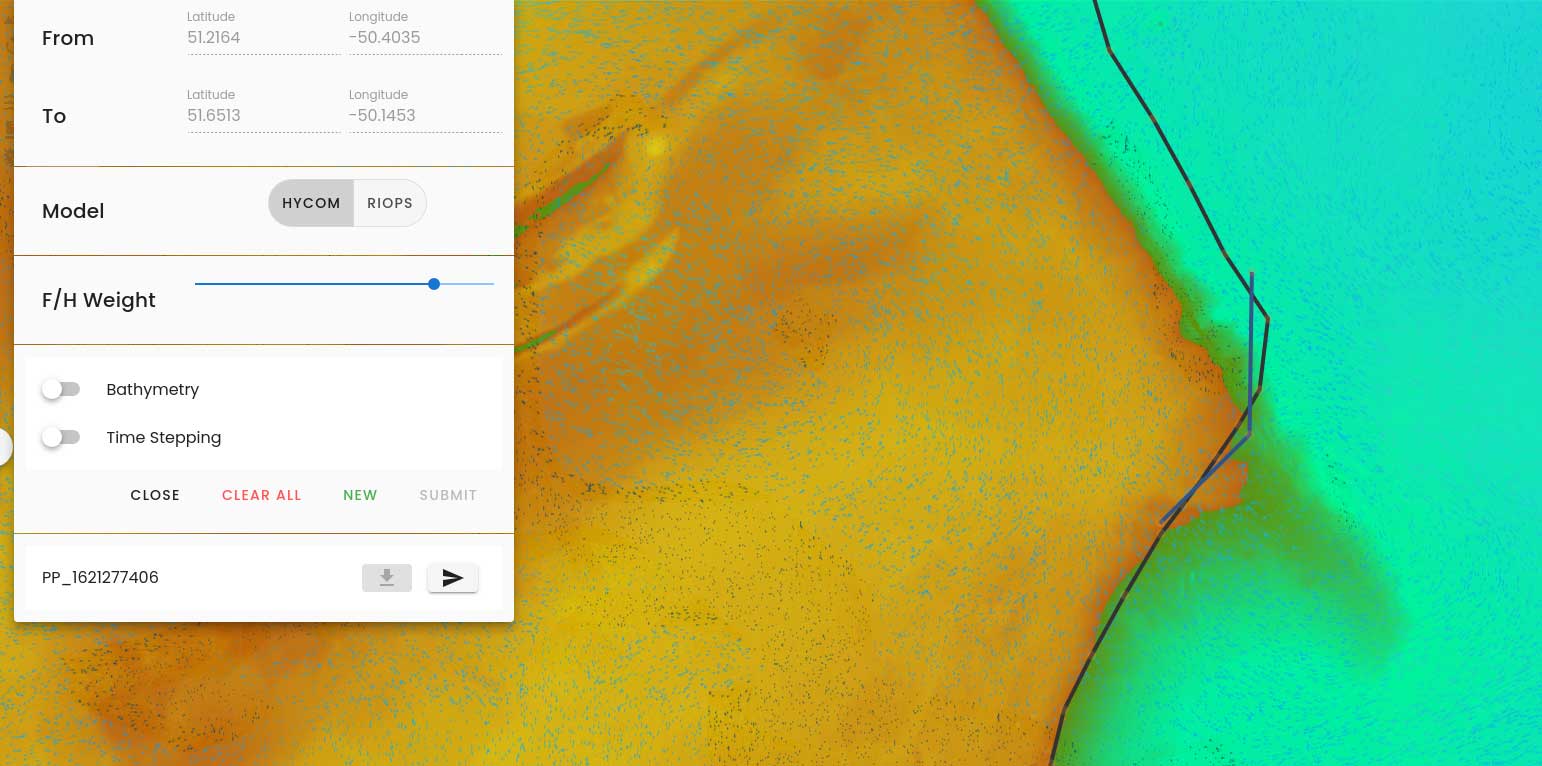 Latitude Longitude
From 51.2164 -50.4035
Latitude Longitude
To 51.6513 -50.1453
Model HYCOM RIOPS
F/H Weight
Bathymetry
Time Stepping
CLOSE CLEAR ALL NEW SUBMIT
PP_1621277406